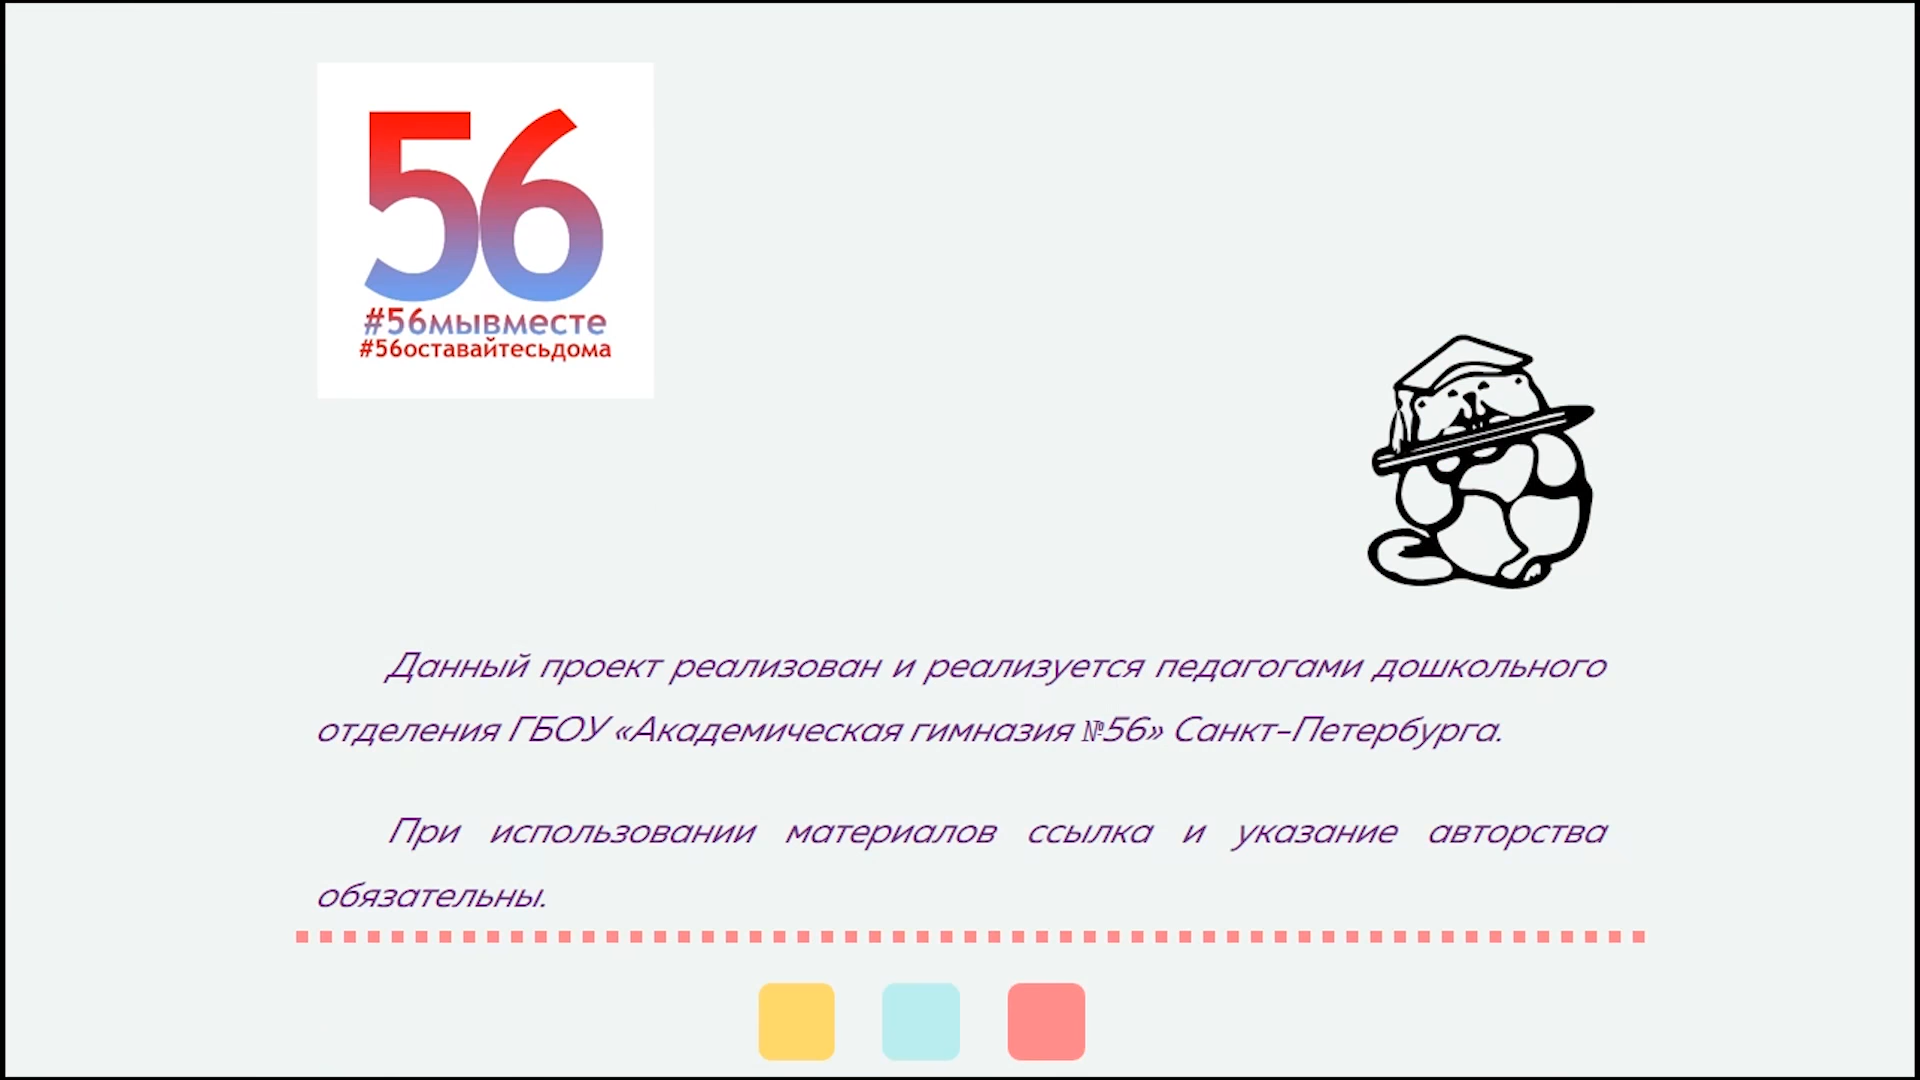 56
#56мывместе
#56оставайтесьдома
Данный проект реализован и реализуется педагогами дошкольного
отделения ГБОУ «Академическая гимназия №56» Санкт-Петербурга.
При использовании материалов ссылка и указание авторства
обязательны.